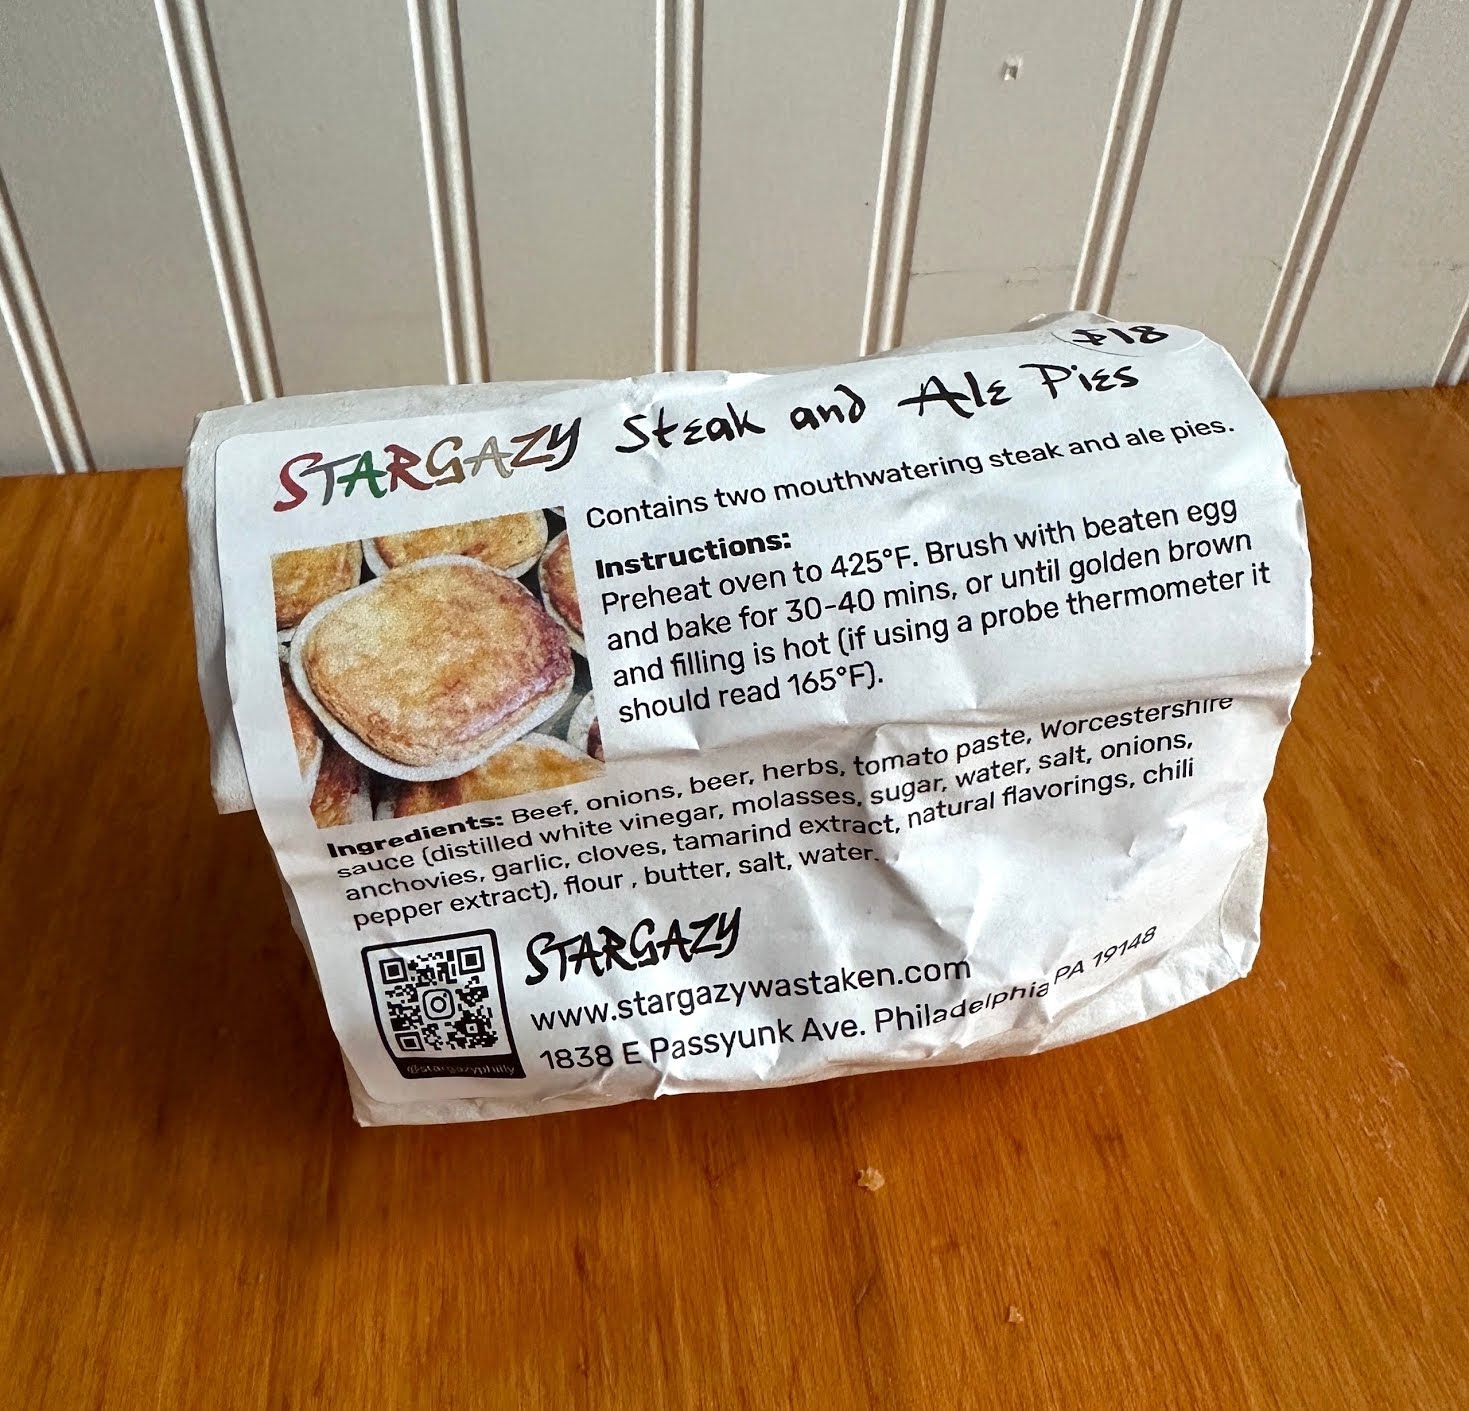 $18
STARGAZY Steak and Ale Pies
Contains two mouthwatering steak and ale pies.
Instructions:
Preheat oven to 425°F. Brush with beaten egg
and bake for 30-40 mins, or until golden brown
and filling is hot (if using a probe thermometer it
should read 165°F).
Ingredients: Beef, onions, beer, herbs, tomato paste, Worcestershire
sauce (distilled white vinegar, molasses, sugar, water, salt, onions,
anchovies, garlic, cloves, tamarind extract, natural flavorings, chili
pepper extract), flour , butter, salt, water.
STARGAZY
www.stargazywastaken.com
1838 E Passyunk Ave. Philadelphia PA 19148
@stargazyphilly